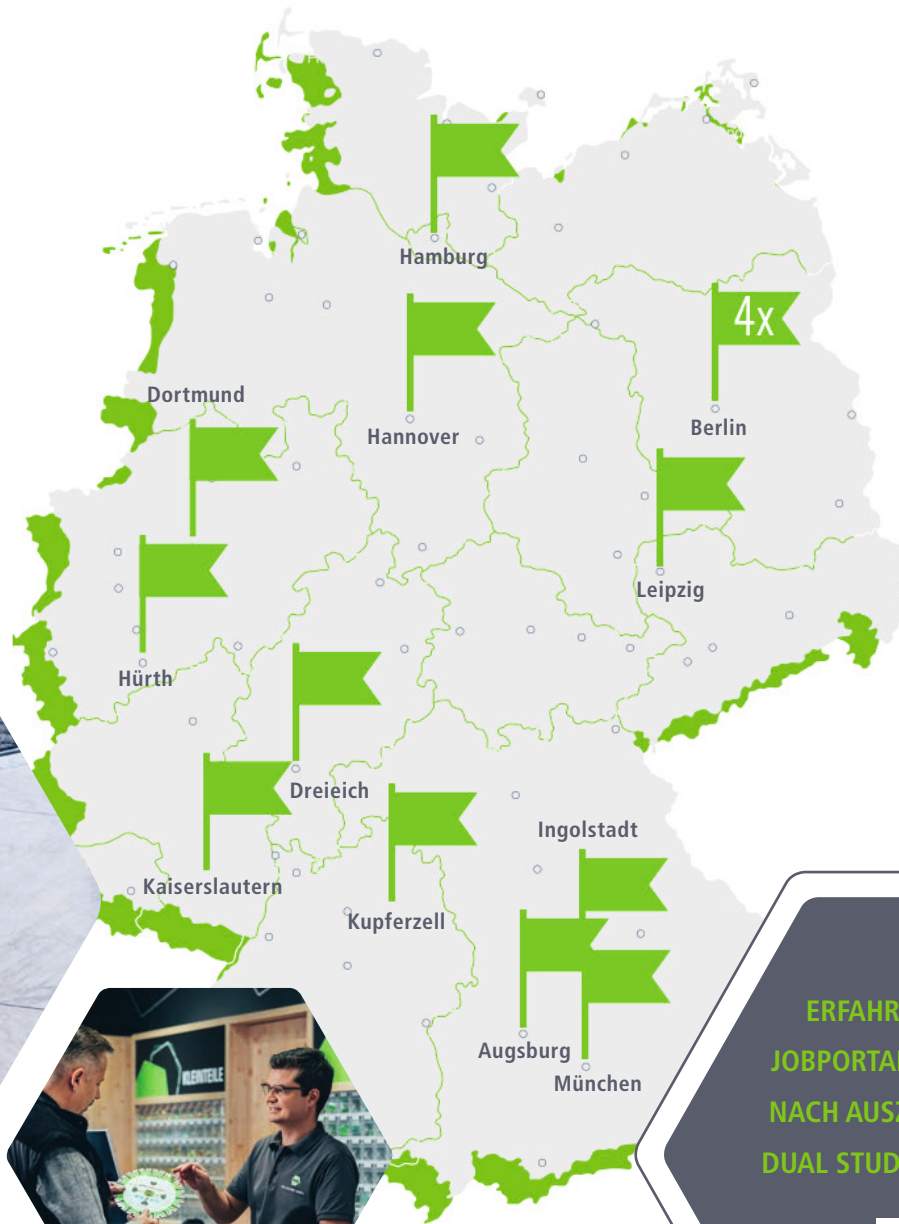 Hamburg
4x
Dortmund
Hannover
Berlin
Leipzig
Hürth
Dreieich
Ingolstadt
Kaiserslautern
Kupferzell
KLEINTEILE
Augsburg
München
ERFAHR
JOBPORTA
NACH AUSZ
DUAL STUD